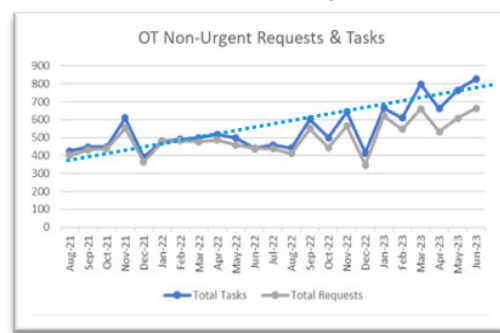 OT Non-Urgent Requests & Tasks
900
800
700
600
500
400
300
200
100
0
Aug-21
Sep-21
Oct-21
Nov-21
Dec-21
Jan-22
Feb-22
Mar-22
Apr-22
May-22
Jun-22
Jul-22
Aug-22
Sep-22
Oct-22
Nov-22
Dec-22
Jan-23
Feb-23
Mar-23
Apr-23
May-23
Jun-23
Total Tasks
Total Requests